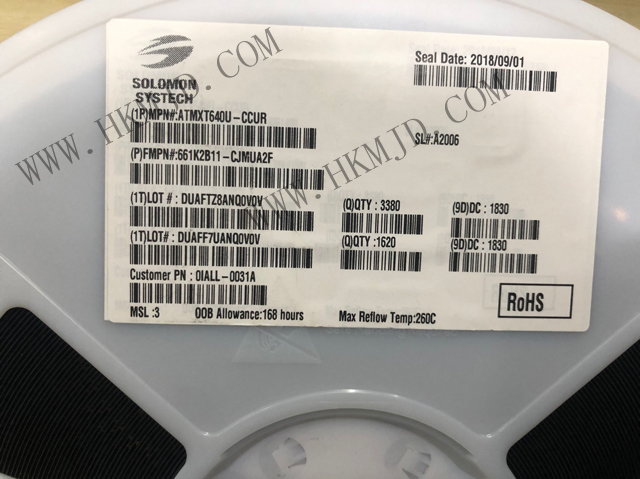 SOLOMON
SYSTECH
Seal Date: 2018/09/01
(1P)MPN#:ATMXT640U-CCUR
SL#:A2006
(P)FMPN#:661K2B11-CJMUA2F
(1T)LOT # : DUAFTZ8ANQ0V0V
(Q)QTY : 3380
(9D)DC : 1830
(1T)LOT# : DUAFF7UANQ0V0V
(Q)QTY :1620
(9D)DC : 1830
Customer PN : 0IALL-0031A
MSL :3
OOB Allowance:168 hours
Max Reflow Temp:260C
RoHS
WWW.HKMJD.COM
WWW.HKMJD.COM